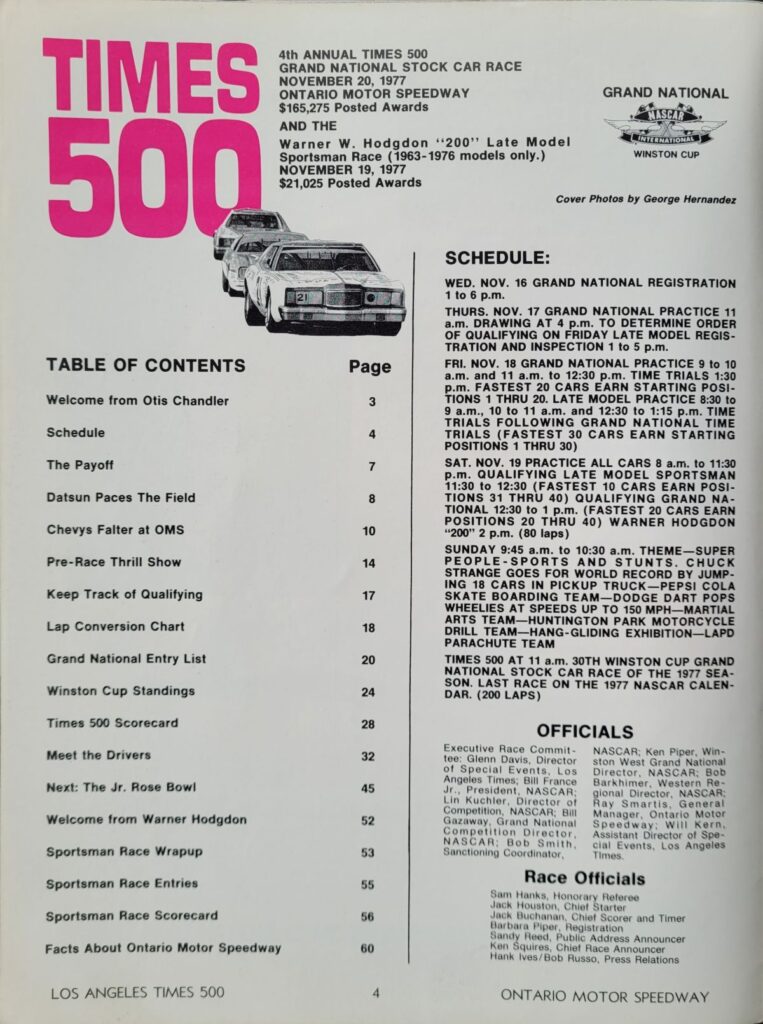 TIMES
500
4th ANNUAL TIMES 500
GRAND NATIONAL STOCK CAR RACE
NOVEMBER 20, 1977
ONTARIO MOTOR SPEEDWAY
$165,275 Posted Awards
AND THE
Warner W. Hodgdon "200" Late Model
Sportsman Race (1963-1976 models only.)
NOVEMBER 19, 1977
$21,025 Posted Awards
GRAND NATIONAL
NASCAR
INTERNATIONAL
WINSTON CUP
Cover Photos by George Hernandez
21
TABLE OF CONTENTS Page
Welcome from Otis Chandler 3
Schedule 4
The Payoff 7
Datsun Paces The Field 8
Chevys Falter at OMS 10
Pre-Race Thrill Show 14
Keep Track of Qualifying 17
Lap Conversion Chart 18
Grand National Entry List 20
Winston Cup Standings 24
Times 500 Scorecard 28
Meet the Drivers 32
Next: The Jr. Rose Bowl 45
Welcome from Warner Hodgdon 52
Sportsman Race Wrapup 53
Sportsman Race Entries 55
Sportsman Race Scorecard 56
Facts About Ontario Motor Speedway 60
SCHEDULE:
WED. NOV. 16 GRAND NATIONAL REGISTRATION
1 to 6 p.m.
THURS. NOV. 17 GRAND NATIONAL PRACTICE 11
a.m. DRAWING AT 4 p.m. TO DETERMINE ORDER
OF QUALIFYING ON FRIDAY LATE MODEL REGIS-
TRATION AND INSPECTION 1 to 5 p.m.
FRI. NOV. 18 GRAND NATIONAL PRACTICE 9 to 10
a.m. and 11 a.m. to 12:30 p.m. TIME TRIALS 1:30
p.m. FASTEST 20 CARS EARN STARTING POSI-
TIONS 1 THRU 20. LATE MODEL PRACTICE 8:30 to
9 a.m., 10 to 11 a.m. and 12:30 to 1:15 p.m. TIME
TRIALS FOLLOWING GRAND NATIONAL TIME
TRIALS (FASTEST 30 CARS EARN STARTING
POSITIONS 1 THRU 30)
SAT. NOV. 19 PRACTICE ALL CARS 8 a.m. to 11:30
p.m. QUALIFYING LATE MODEL SPORTSMAN
11:30 to 12:30 (FASTEST 10 CARS EARN POSI-
TIONS 31 THRU 40) QUALIFYING GRAND NA-
TIONAL 12:30 to 1 p.m. (FASTEST 20 CARS EARN
POSITIONS 20 THRU 40) WARNER HODGDON
"200" 2 p.m. (80 laps)
SUNDAY 9:45 a.m. to 10:30 a.m. THEME—SUPER
PEOPLE-SPORTS AND STUNTS. CHUCK
STRANGE GOES FOR WORLD RECORD BY JUMP-
ING 18 CARS IN PICKUP TRUCK—PEPSI COLA
SKATE BOARDING TEAM—DODGE DART POPS
WHEELIES AT SPEEDS UP TO 150 MPH—MARTIAL
ARTS TEAM—HUNTINGTON PARK MOTORCYCLE
DRILL TEAM—HANG-GLIDING EXHIBITION—LAPD
PARACHUTE TEAM
TIMES 500 AT 11 a.m. 30TH WINSTON CUP GRAND
NATIONAL STOCK CAR RACE OF THE 1977 SEA-
SON. LAST RACE ON THE 1977 NASCAR CALEN-
DAR. (200 LAPS)
OFFICIALS
Executive Race Commit-
tee: Glenn Davis, Director
of Special Events, Los
Angeles Times; Bill France
Jr., President, NASCAR;
Lin Kuchler, Director of
Competition, NASCAR; Bill
Gazaway, Grand National
Competition Director,
NASCAR; Bob Smith,
Sanctioning Coordinator,
NASCAR; Ken Piper, Win-
ston West Grand National
Director, NASCAR; Bob
Barkhimer, Western Re-
gional Director, NASCAR;
Ray Smartis, General
Manager, Ontario Motor
Speedway; Will Kern,
Assistant Director of Spe-
cial Events, Los Angeles
Times.
Race Officials
Sam Hanks, Honorary Referee
Jack Houston, Chief Starter
Jack Buchanan, Chief Scorer and Timer
Barbara Piper, Registration
Sandy Reed, Public Address Announcer
Ken Squires, Chief Race Announcer
Hank Ives/Bob Russo, Press Relations
LOS ANGELES TIMES 500
4
ONTARIO MOTOR SPEEDWAY